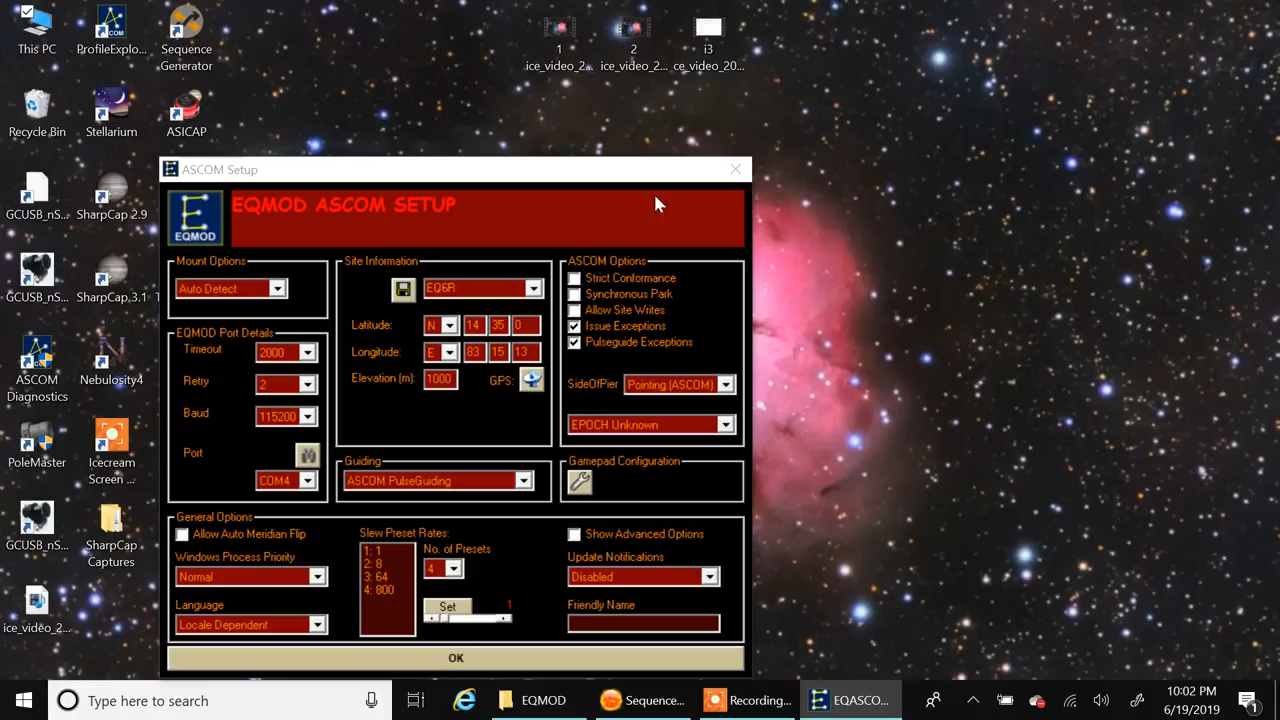 This PC
ProfileExplo...
Sequence
Generator
1
ice_video_2...
2
ice_video_2...
i3
ce_video_20...
Recycle Bin
Stellarium
ASICAP
GCUSB_nS...
SharpCap 2.9
GCUSB_nS...
SharpCap_3.1
ASCOM
Diagnostics
Nebulosity4
PoleMaster
Icecream
Screen ...
GCUSB_nS...
SharpCap
Captures
ice_video_2...
ASCOM Setup
EQMOD ASCOM SETUP
EQMOD
Mount Options
Auto Detect
EQMOD Port Details
Timeout
2000
Retry
2
Baud
115200
Port
COM4
Site Information
EQ6R
Latitude: N 14 35 0
Longitude: E 83 15 13
Elevation (m): 1000 GPS:
Guiding
ASCOM PulseGuiding
ASCOM Options
Strict Conformance
Synchronous Park
Allow Site Writes
Issue Exceptions
Pulseguide Exceptions
SideOfPier Pointing (ASCOM)
EPOCH Unknown
Gamepad Configuration
General Options
Allow Auto Meridian Flip
Windows Process Priority
Normal
Language
Locale Dependent
Slew Preset Rates:
1: 1
2: 8
3: 64
4: 800
No. of Presets
4
Set 1
Show Advanced Options
Update Notifications
Disabled
Friendly Name
OK
Type here to search
EQMOD
Sequence...
Recording...
EQASCO...
10:02 PM
6/19/2019
1